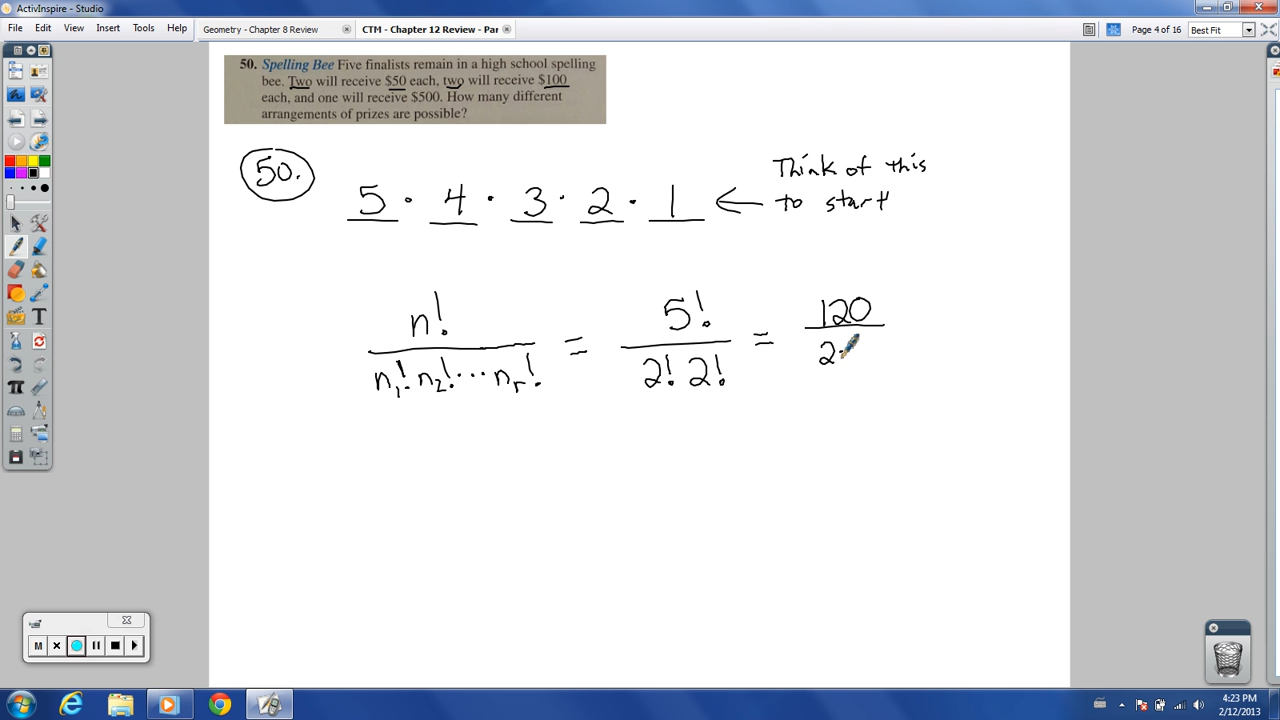 ActivInspire - Studio
File Edit View Insert Tools Help
Geometry - Chapter 8 Review
CTM - Chapter 12 Review - Par
Page 4 of 16
Best Fit
50. Spelling Bee Five finalists remain in a high school spelling
bee. Two will receive $50 each, two will receive $100
each, and one will receive $500. How many different
arrangements of prizes are possible?
50.
5 · 4 · 3 · 2 · 1 ← Think of this
to start
n! / n₁! n₂! ··· nᵣ! = 5! / 2! 2! = 120 / 2·
M
4:23 PM
2/12/2013